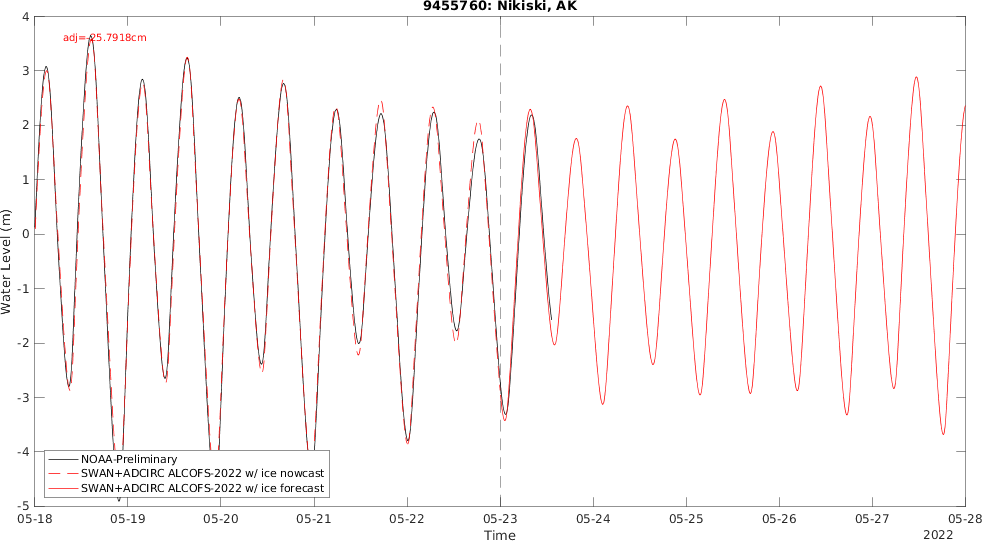 9455760: Nikiski, AK
adj=-25.7918cm
4
3
2
1
0
-1
-2
-3
-4
-5
Water Level (m)
NOAA-Preliminary
SWAN+ADCIRC ALCOFS-2022 w/ ice nowcast
SWAN+ADCIRC ALCOFS-2022 w/ ice forecast
05-18 05-19 05-20 05-21 05-22 05-23 05-24 05-25 05-26 05-27 05-28
Time
2022